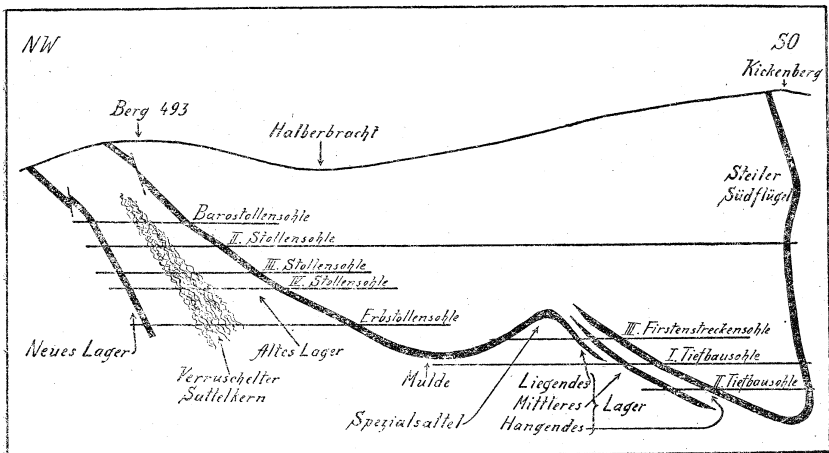 NW
SO
Kickenberg
Berg 493
Halberbracht
Steiler
Südflügel
Barostollensohle
II. Stollensohle
III. Stollensohle
IV. Stollensohle
Erbstollensohle
III. Firstenstreckensohle
Neues Lager
Altes Lager
I. Tiefbausohle
Verruschelter
Sattelkern
Mulde
Liegendes
II. Tiefbausohle
Mittleres
Lager
Spezialsattel
Hangendes